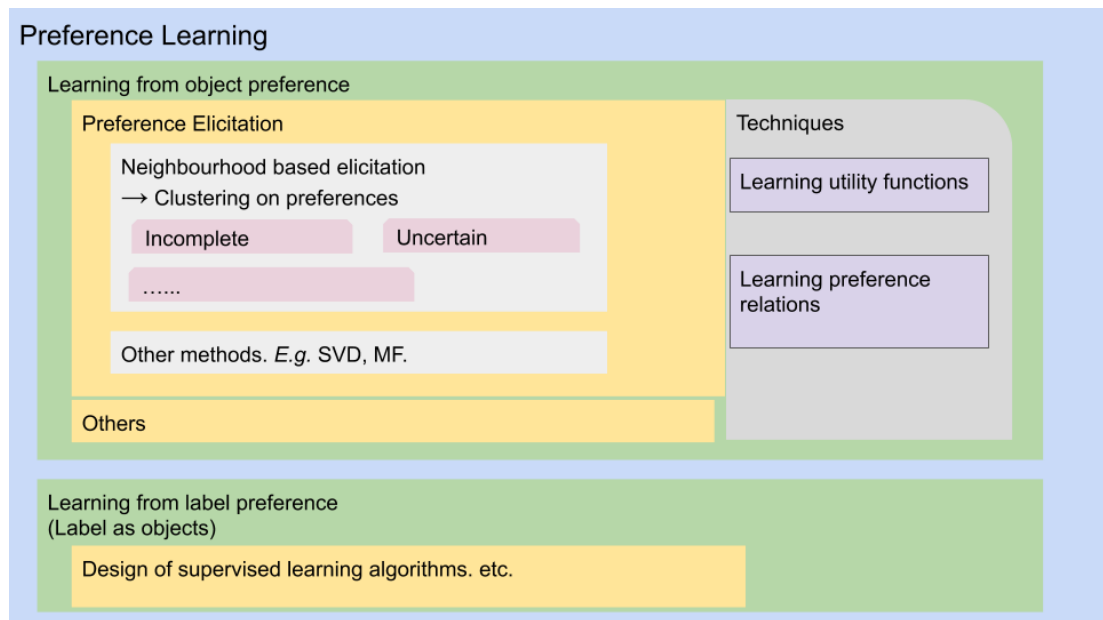 Preference Learning
Learning from object preference
Preference Elicitation
Neighbourhood based elicitation
→ Clustering on preferences
Incomplete
Uncertain
…...
Other methods. E.g. SVD, MF.
Others
Techniques
Learning utility functions
Learning preference
relations
Learning from label preference
(Label as objects)
Design of supervised learning algorithms. etc.